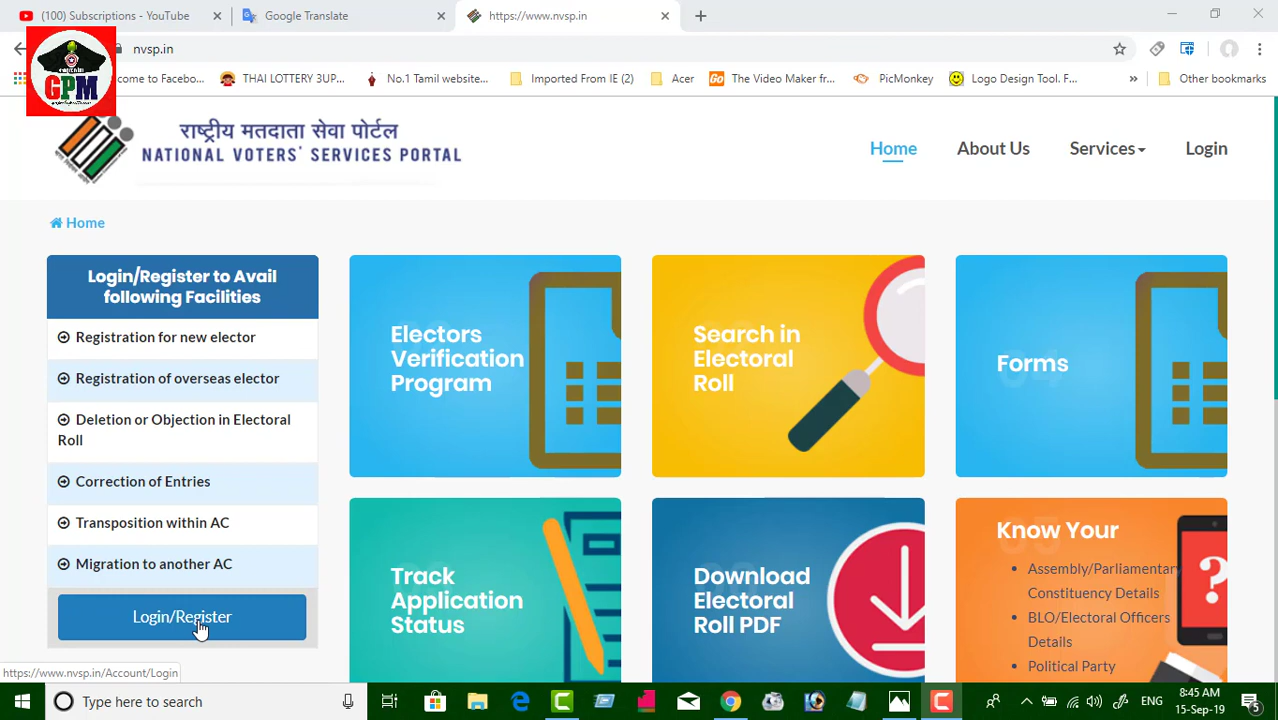 (100) Subscriptions - YouTube
Google Translate
https://www.nvsp.in
nvsp.in
GPM
come to Facebo...
THAI LOTTERY 3UP...
No.1 Tamil website...
Imported From IE (2)
Acer
The Video Maker fr...
PicMonkey
Logo Design Tool. F...
»
Other bookmarks
Go
राष्ट्रीय मतदाता सेवा पोर्टल
NATIONAL VOTERS' SERVICES PORTAL
Home
About Us
Services
Login
Home
Login/Register to Avail
following Facilities
Registration for new elector
Registration of overseas elector
Deletion or Objection in Electoral
Roll
Correction of Entries
Transposition within AC
Migration to another AC
Login/Register
Electors
Verification
Program
Search in
Electoral
Roll
Forms
Track
Application
Status
Download
Electoral
Roll PDF
Know Your
Assembly/Parliamentary
Constituency Details
BLO/Electoral Officers
Details
Political Party
https://www.nvsp.in/Account/Login
Type here to search
ENG
8:45 AM
15-Sep-19
5